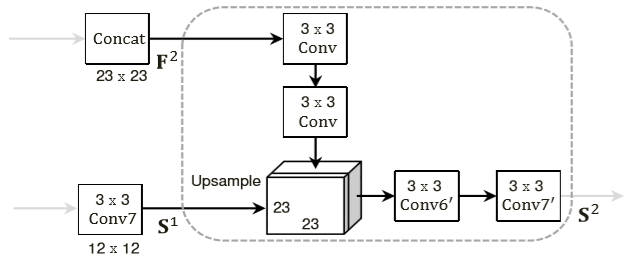 Concat
23 x 23
F²
3 x 3
Conv
3 x 3
Conv
Upsample
23
23
3 x 3
Conv7
12 x 12
S¹
3 x 3
Conv6′
3 x 3
Conv7′
S²